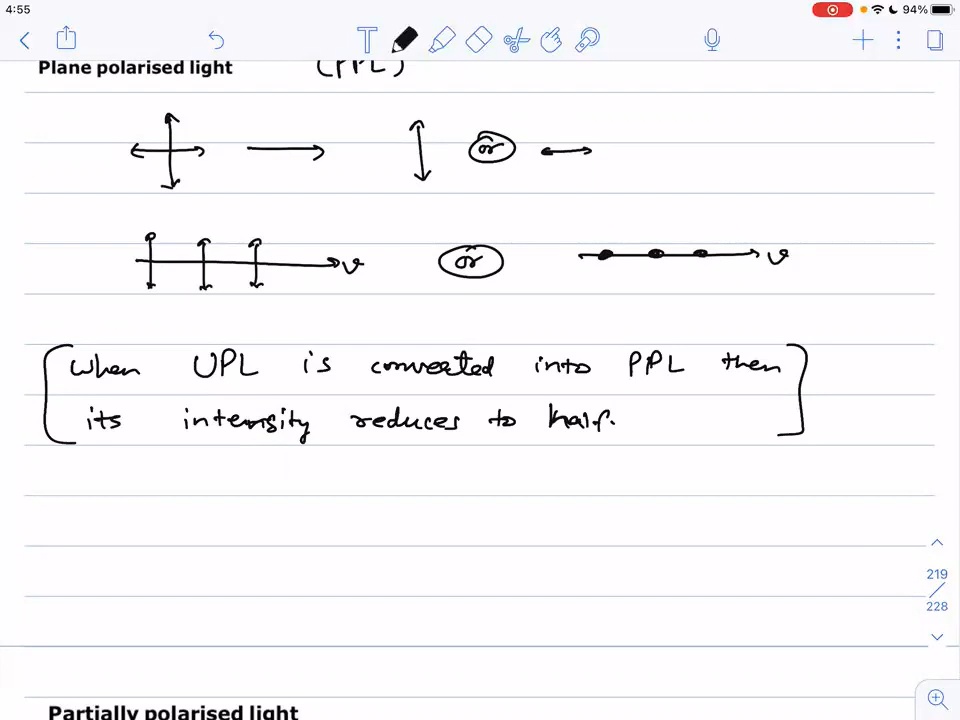 4:55
94%
Plane polarised light (PPL)
or
v or v
When UPL is converted into PPL then
its intensity reduces to half.
219
228
Partially polarised light